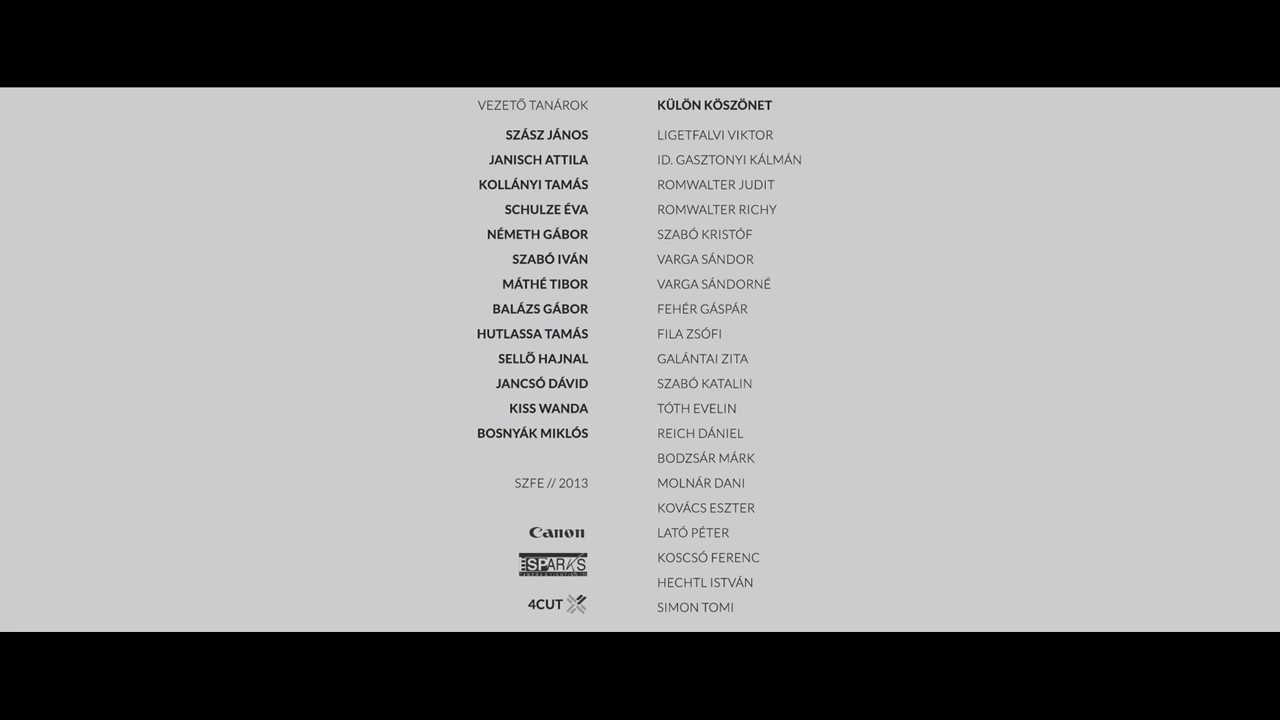 VEZETŐ TANÁROK
SZÁSZ JÁNOS
JANISCH ATTILA
KOLLÁNYI TAMÁS
SCHULZE ÉVA
NÉMETH GÁBOR
SZABÓ IVÁN
MÁTHÉ TIBOR
BALÁZS GÁBOR
HUTLASSA TAMÁS
SELLŐ HAJNAL
JANCSÓ DÁVID
KISS WANDA
BOSNYÁK MIKLÓS
SZFE // 2013
Canon
SPARKS
4CUT
KÜLÖN KÖSZÖNET
LIGETFALVI VIKTOR
ID. GASZTONYI KÁLMÁN
ROMWALTER JUDIT
ROMWALTER RICHY
SZABÓ KRISTÓF
VARGA SÁNDOR
VARGA SÁNDORNÉ
FEHÉR GÁSPÁR
FILA ZSÓFI
GALÁNTAI ZITA
SZABÓ KATALIN
TÓTH EVELIN
REICH DÁNIEL
BODZSÁR MÁRK
MOLNÁR DANI
KOVÁCS ESZTER
LATÓ PÉTER
KOSCSÓ FERENC
HECHTL ISTVÁN
SIMON TOMI